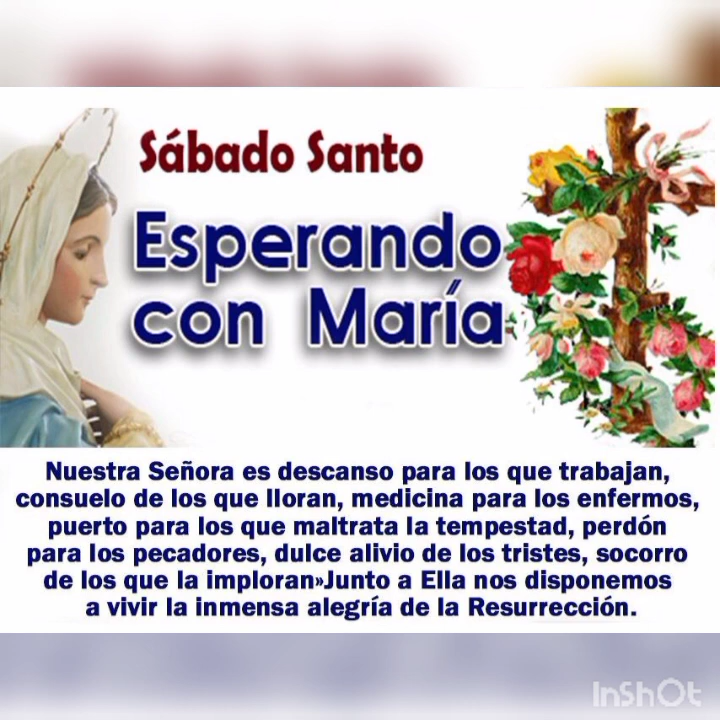 Sábado Santo
Esperando
con María
Nuestra Señora es descanso para los que trabajan,
consuelo de los que lloran, medicina para los enfermos,
puerto para los que maltrata la tempestad, perdón
para los pecadores, dulce alivio de los tristes, socorro
de los que la imploran»Junto a Ella nos disponemos
a vivir la inmensa alegría de la Resurrección.
InShOt